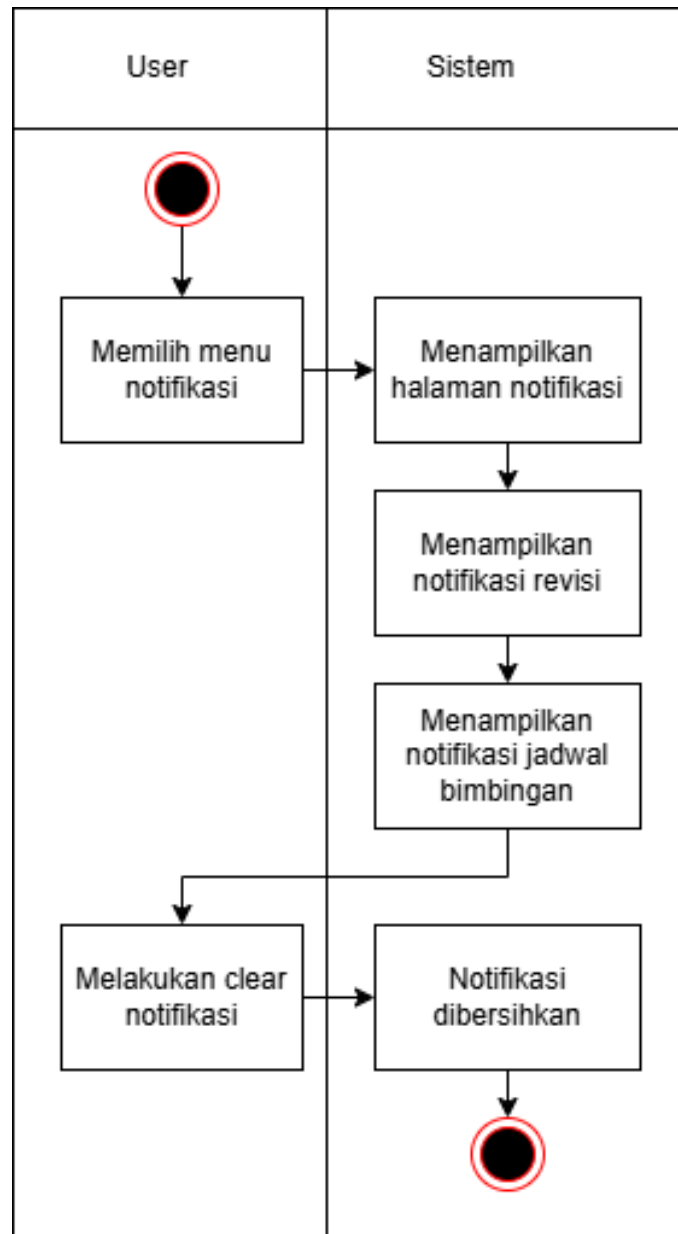 User
Sistem
Memilih menu
notifikasi
Menampilkan
halaman notifikasi
Menampilkan
notifikasi revisi
Menampilkan
notifikasi jadwal
bimbingan
Melakukan clear
notifikasi
Notifikasi
dibersihkan